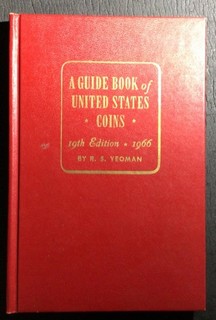 A GUIDE BOOK of
UNITED STATES
• COINS •
19th Edition • 1966
BY R. S. YEOMAN